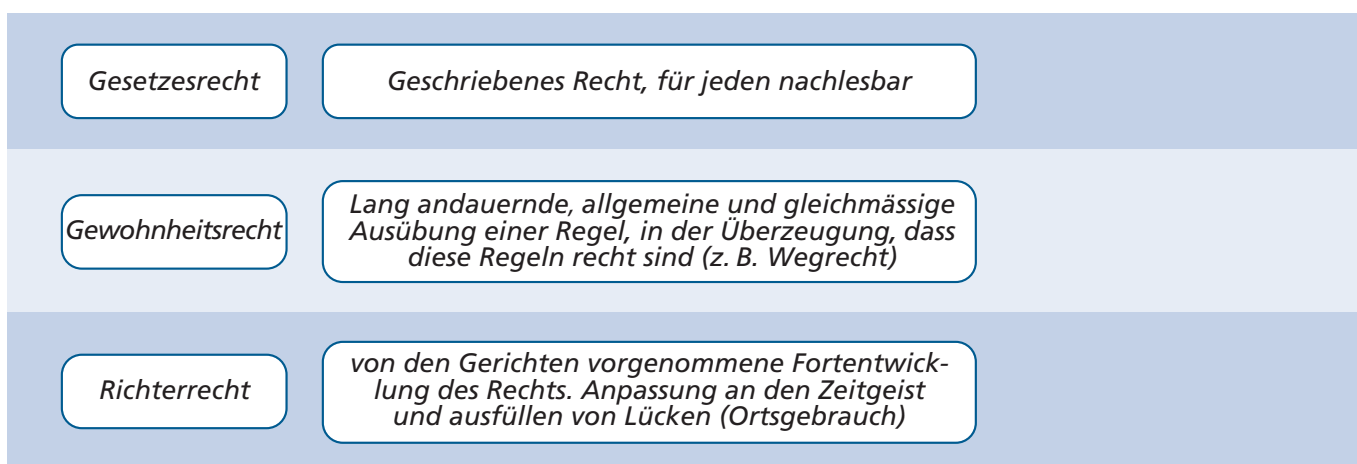 Gesetzesrecht
Geschriebenes Recht, für jeden nachlesbar
Gewohnheitsrecht
Lang andauernde, allgemeine und gleichmässige
Ausübung einer Regel, in der Überzeugung, dass
diese Regeln recht sind (z. B. Wegrecht)
Richterrecht
von den Gerichten vorgenommene Fortentwick-
lung des Rechts. Anpassung an den Zeitgeist
und ausfüllen von Lücken (Ortsgebrauch)